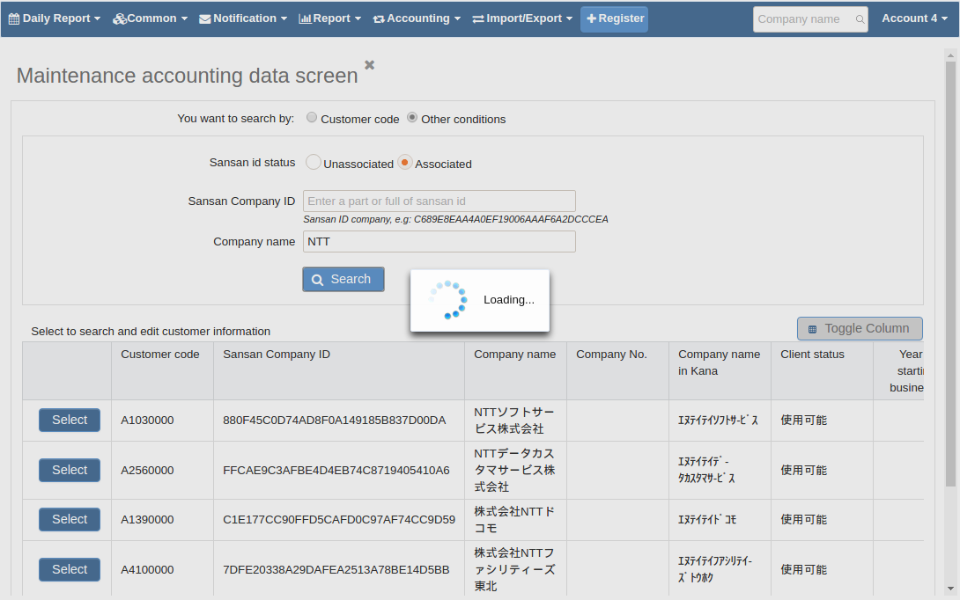 Daily Report Common Notification Report Accounting Import/Export Register Company name Account 4
Maintenance accounting data screen
You want to search by: Customer code Other conditions
Sansan id status Unassociated Associated
Sansan Company ID Enter a part or full of sansan id
Sansan ID company, e.g: C689E8EAA4A0EF19006AAAF6A2DCCCEA
Company name NTT
Search
Loading...
Select to search and edit customer information Toggle Column
Customer code Sansan Company ID Company name Company No. Company name Client status Year
in Kana starti
busine
Select A1030000 880F45C0D74AD8F0A149185B837D00DA NTTソフトサー ｴﾇﾃｲﾃｲｿﾌﾄｻｰﾋﾞｽ 使用可能
ビス株式会社
Select A2560000 FFCAE9C3AFBE4D4EB74C8719405410A6 NTTデータカス ｴﾇﾃｲﾃｲﾃﾞｰ 使用可能
タマサービス株 ﾀｶｽﾀﾏｻｰﾋﾞｽ
式会社
Select A1390000 C1E177CC90FFD5CAFD0C97AF74CC9D59 株式会社NTTド ｴﾇﾃｲﾃｲﾄﾞｺﾓ 使用可能
コモ
Select A4100000 7DFE20338A29DAFEA2513A78BE14D5BB 株式会社NTTフ ｴﾇﾃｲﾃｲﾌｱｼﾘﾃｲｰ 使用可能
ァシリティーズ ｽﾞﾄｳﾎｸ
東北